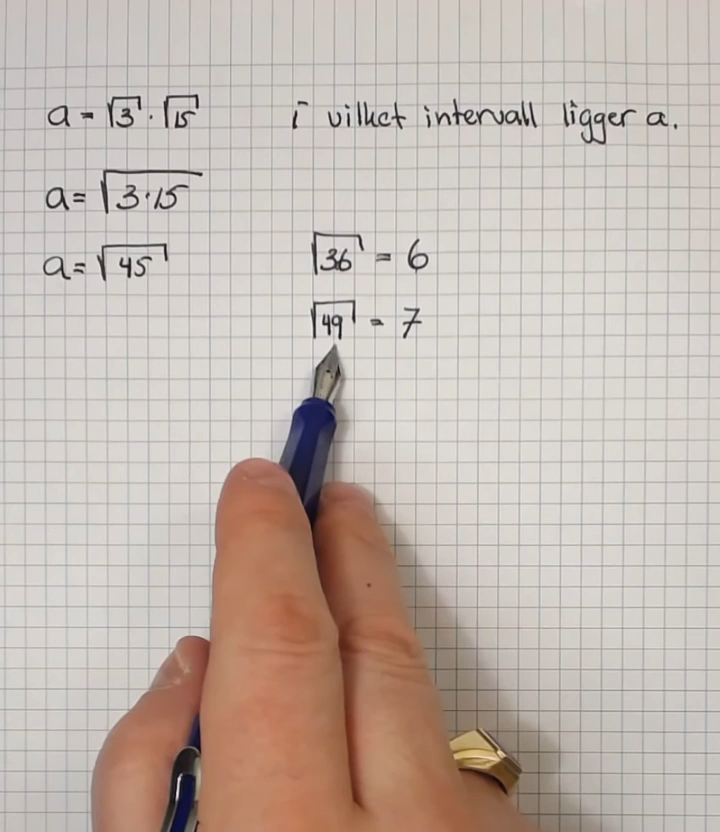 a = √3 · √15 i vilket intervall ligger a.
a = √3·15
a = √45
√36 = 6
√49 = 7